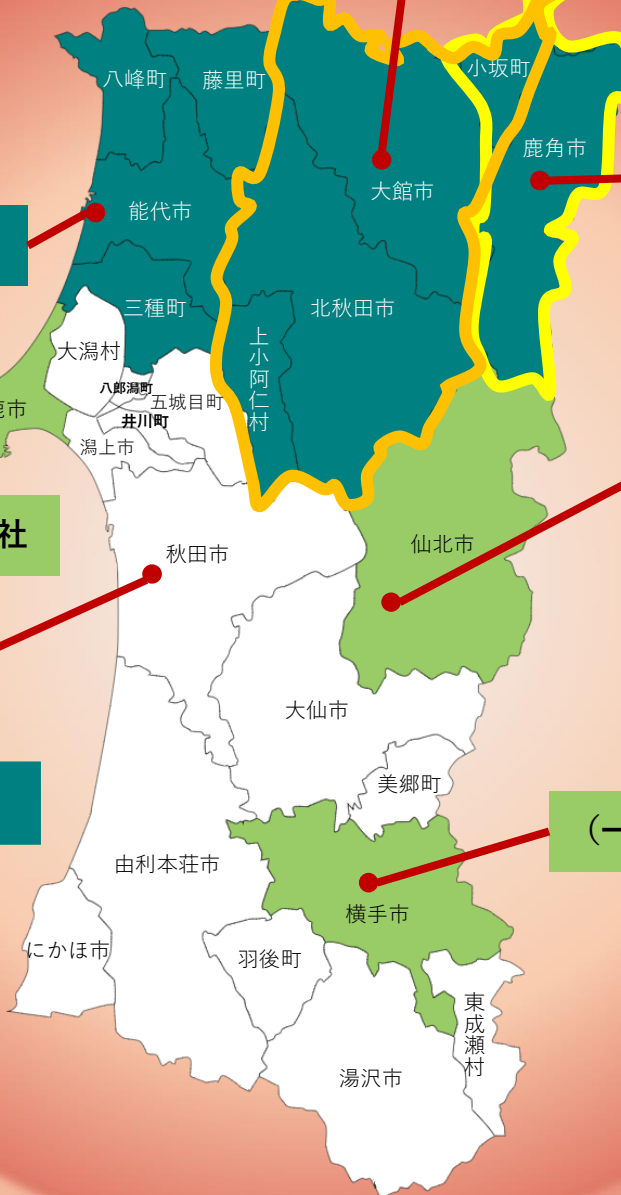 小坂町
八峰町
藤里町
鹿角市
大館市
能代市
三種町
北秋田市
大潟村
上小阿仁村
八郎潟町
五城目町
市
井川町
潟上市
社
仙北市
秋田市
大仙市
美郷町
（一
由利本荘市
横手市
にかほ市
羽後町
東成瀬村
湯沢市